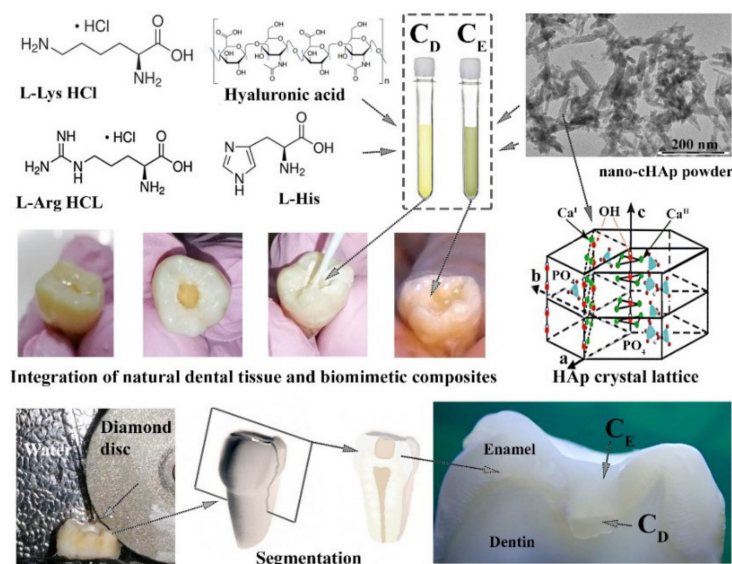 • HCl
O
H₂N
OH
NH₂
L-Lys HCl
Hyaluronic acid
C_D C_E
200 nm
nano-cHAp powder
NH • HCl O
H₂N N H OH
NH₂
L-Arg HCL
O
N OH
N H NH₂
L-His
Ca^I OH c Ca^II
b
PO₄
PO₄
a
Integration of natural dental tissue and biomimetic composites
HAp crystal lattice
Water
Diamond
disc
Segmentation
Enamel
C_E
C_D
Dentin